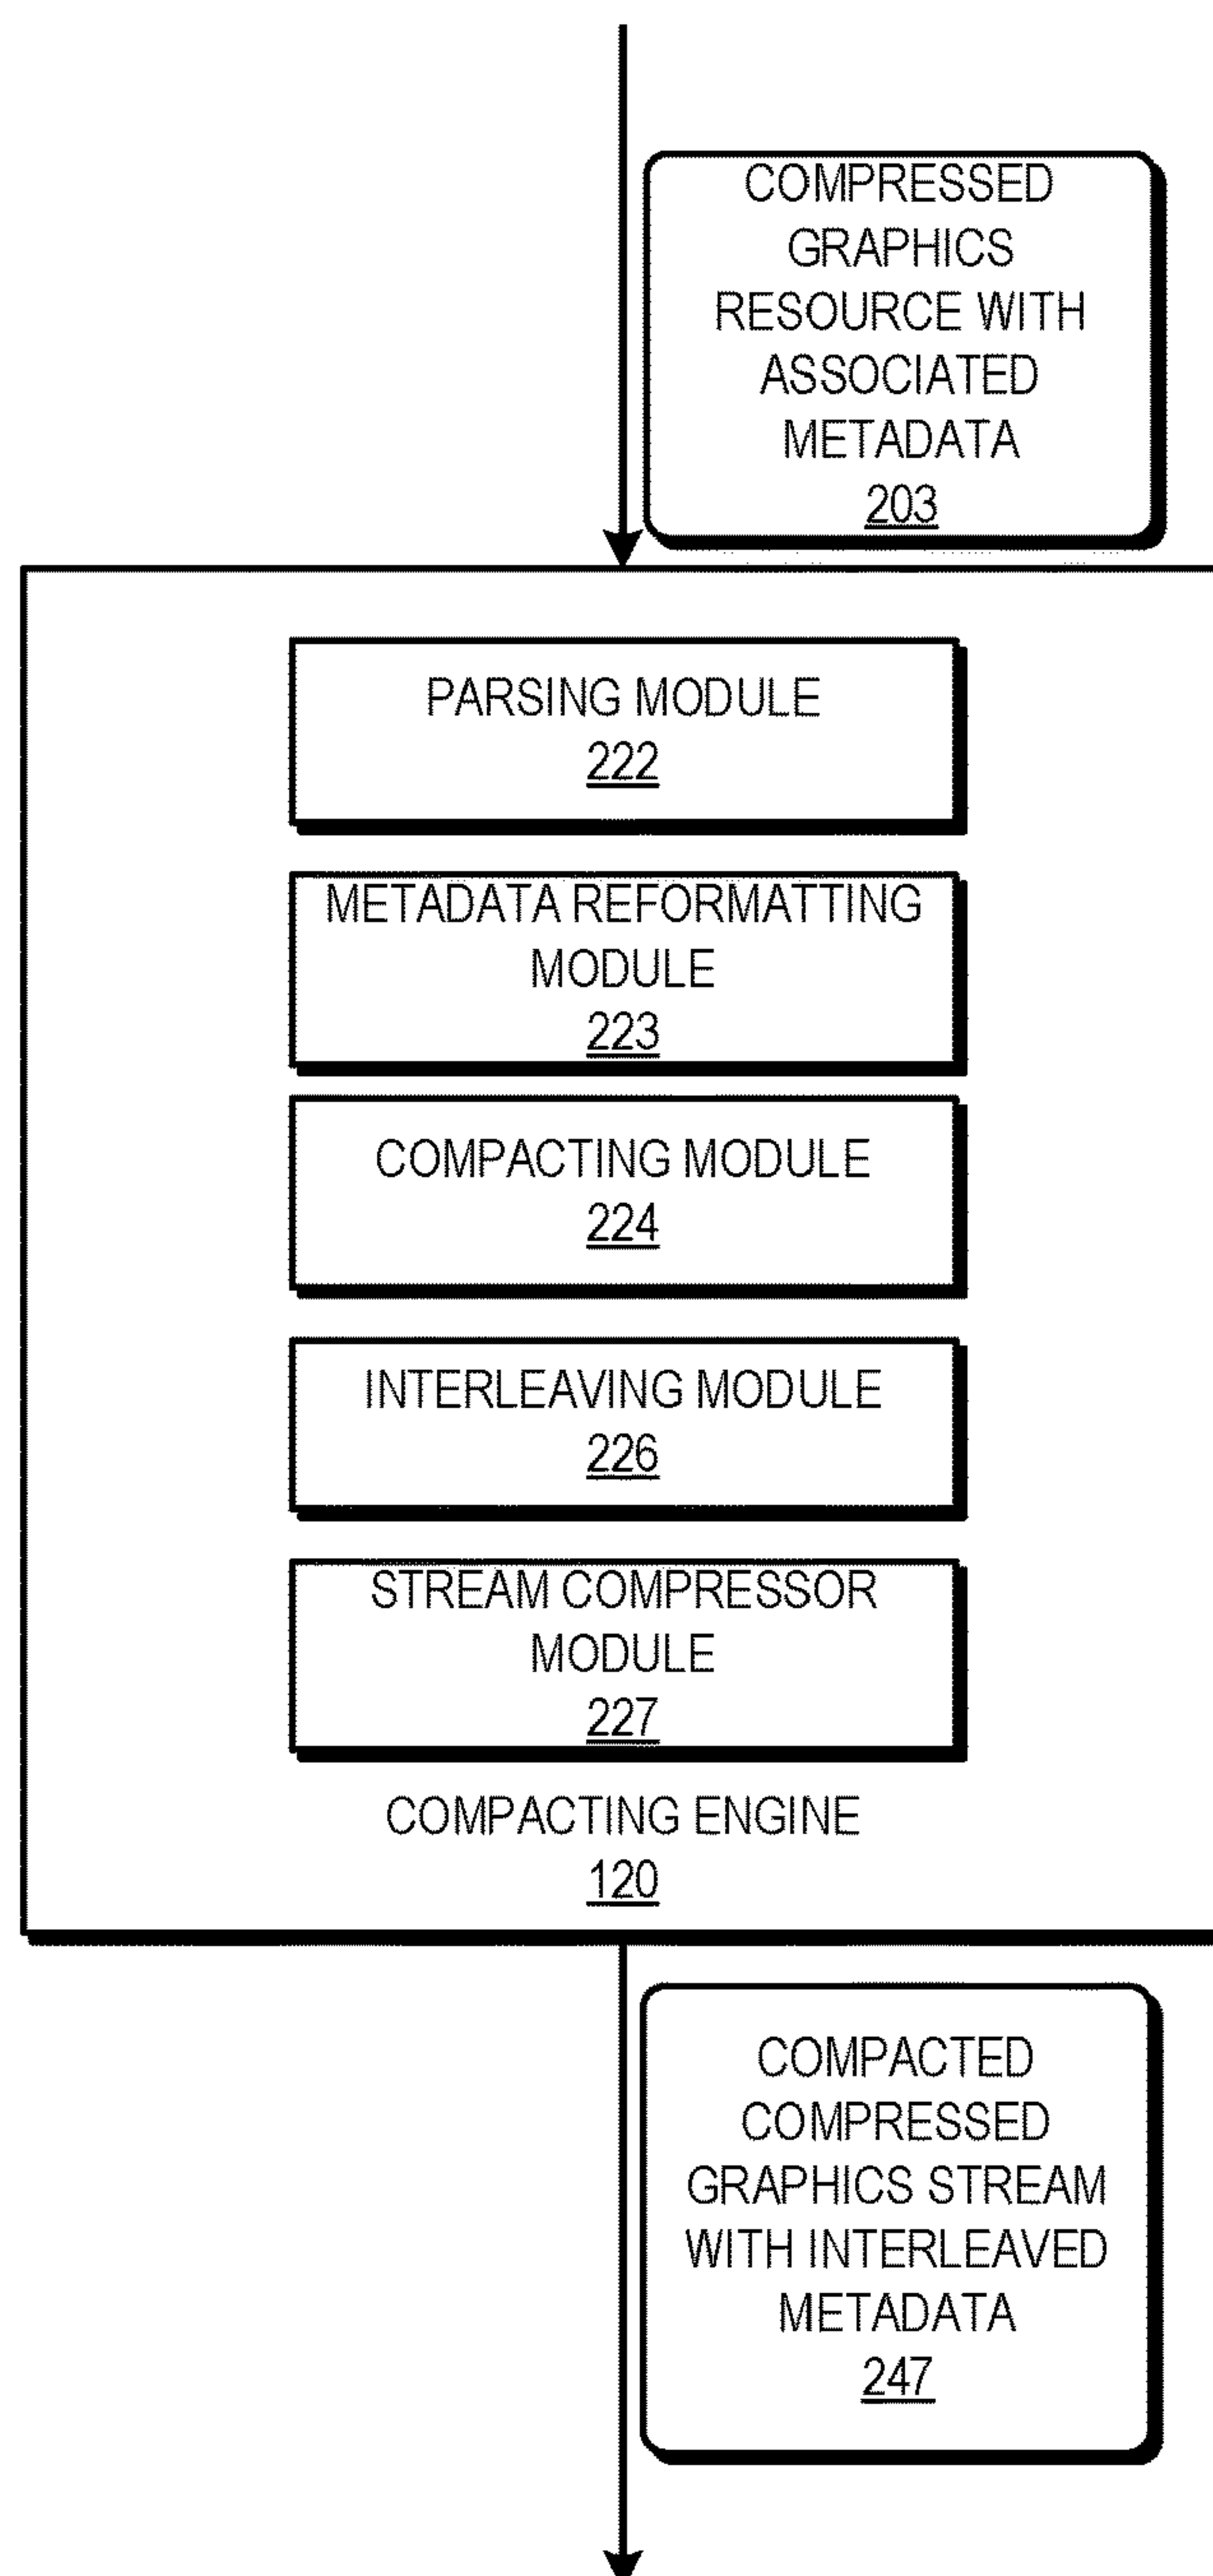 COMPRESSED
GRAPHICS
RESOURCE WITH
ASSOCIATED
METADATA
203
PARSING MODULE
222
METADATA REFORMATTING
MODULE
223
COMPACTING MODULE
224
INTERLEAVING MODULE
226
STREAM COMPRESSOR
MODULE
227
COMPACTING ENGINE
120
COMPACTED
COMPRESSED
GRAPHICS STREAM
WITH INTERLEAVED
METADATA
247